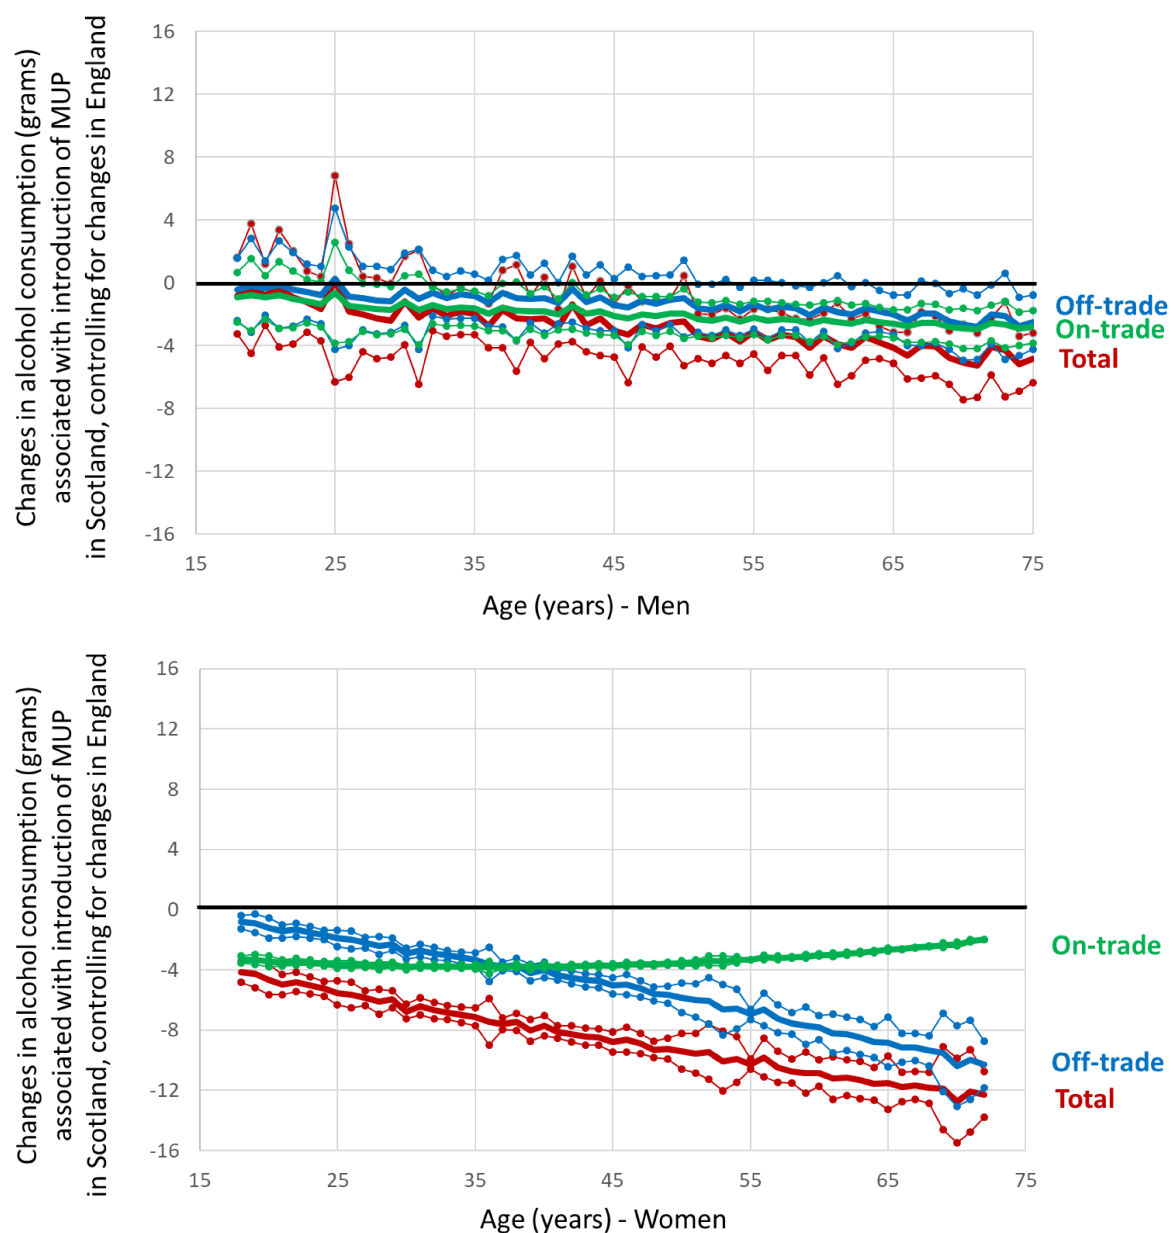 Changes in alcohol consumption (grams)
associated with introduction of MUP
in Scotland, controlling for changes in England
16
12
8
4
0
-4
-8
-12
-16
15 25 35 45 55 65 75
Off-trade
On-trade
Total
Age (years) - Men
Changes in alcohol consumption (grams)
associated with introduction of MUP
in Scotland, controlling for changes in England
16
12
8
4
0
-4
-8
-12
-16
15 25 35 45 55 65 75
On-trade
Off-trade
Total
Age (years) - Women